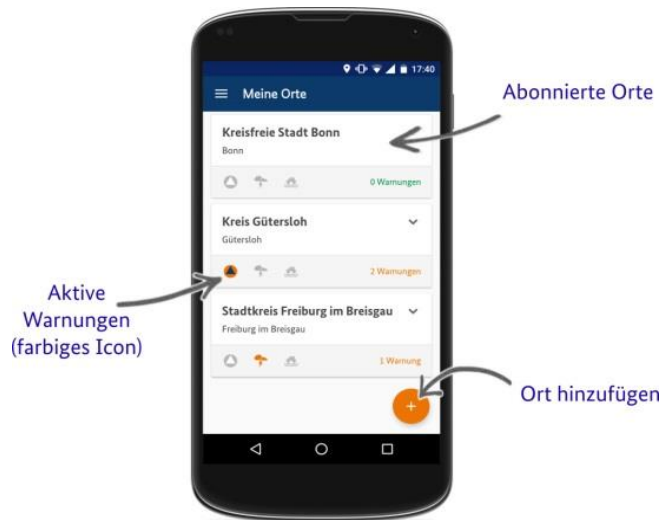 17:40
Meine Orte
Abonnierte Orte
Kreisfreie Stadt Bonn
Bonn
0 Warnungen
Kreis Gütersloh
Gütersloh
2 Warnungen
Aktive
Warnungen
(farbiges Icon)
Stadtkreis Freiburg im Breisgau
Freiburg im Breisgau
1 Warnung
Ort hinzufügen